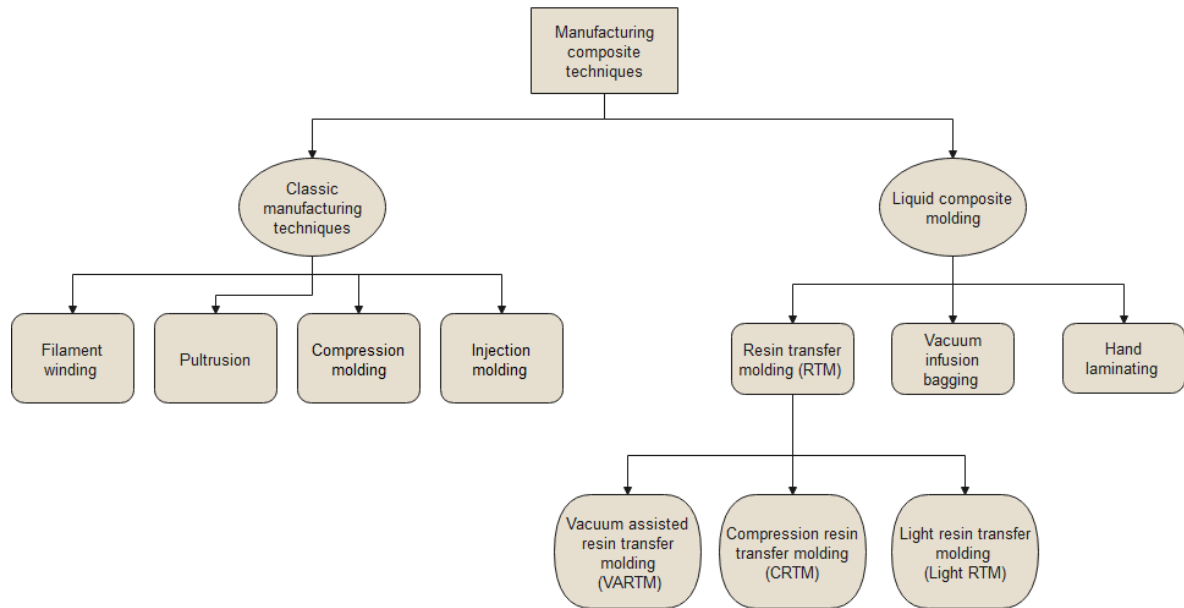 Manufacturing
composite
techniques
Classic
manufacturing
techniques
Liquid composite
molding
Filament
winding
Pultrusion
Compression
molding
Injection
molding
Resin transfer
molding (RTM)
Vacuum
infusion
bagging
Hand
laminating
Vacuum assisted
resin transfer
molding
(VARTM)
Compression resin
transfer molding
(CRTM)
Light resin transfer
molding
(Light RTM)